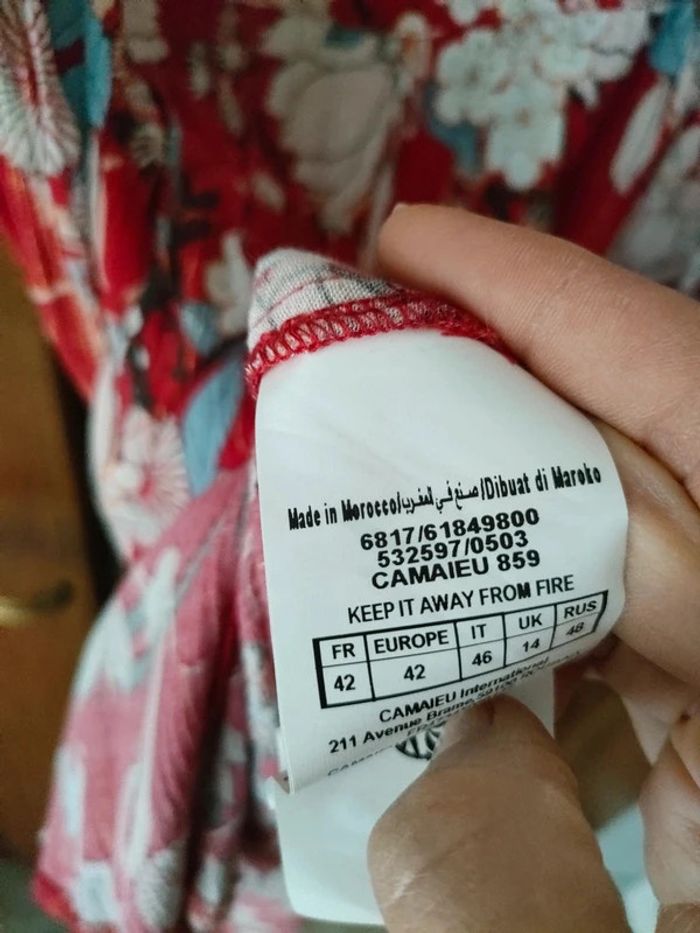 Made in Morocco/صنع في المغرب/Dibuat di Maroko
6817/61849800
532597/0503
CAMAIEU 859
KEEP IT AWAY FROM FIRE
FR EUROPE IT UK RUS
42 42 46 14 48
CAMAIEU International
211 Avenue Brame